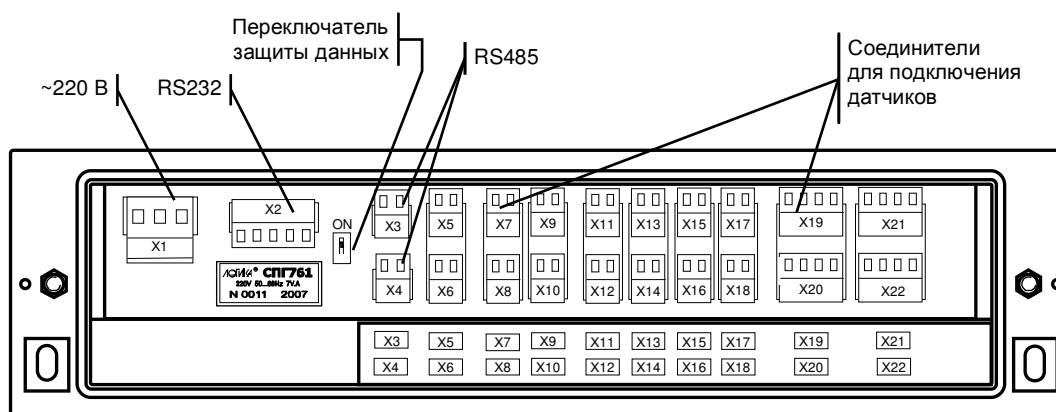 Переключатель
защиты данных
~220 В
RS232
RS485
Соединители
для подключения
датчиков
X1
X2
ON
X3
X5
X7
X9
X11
X13
X15
X17
X19
X21
X4
X6
X8
X10
X12
X14
X16
X18
X20
X22
ЛОГИКА® СПГ761
220V 50...60Hz 7V.A
N 0011 2007
X3 X5 X7 X9 X11 X13 X15 X17 X19 X21
X4 X6 X8 X10 X12 X14 X16 X18 X20 X22